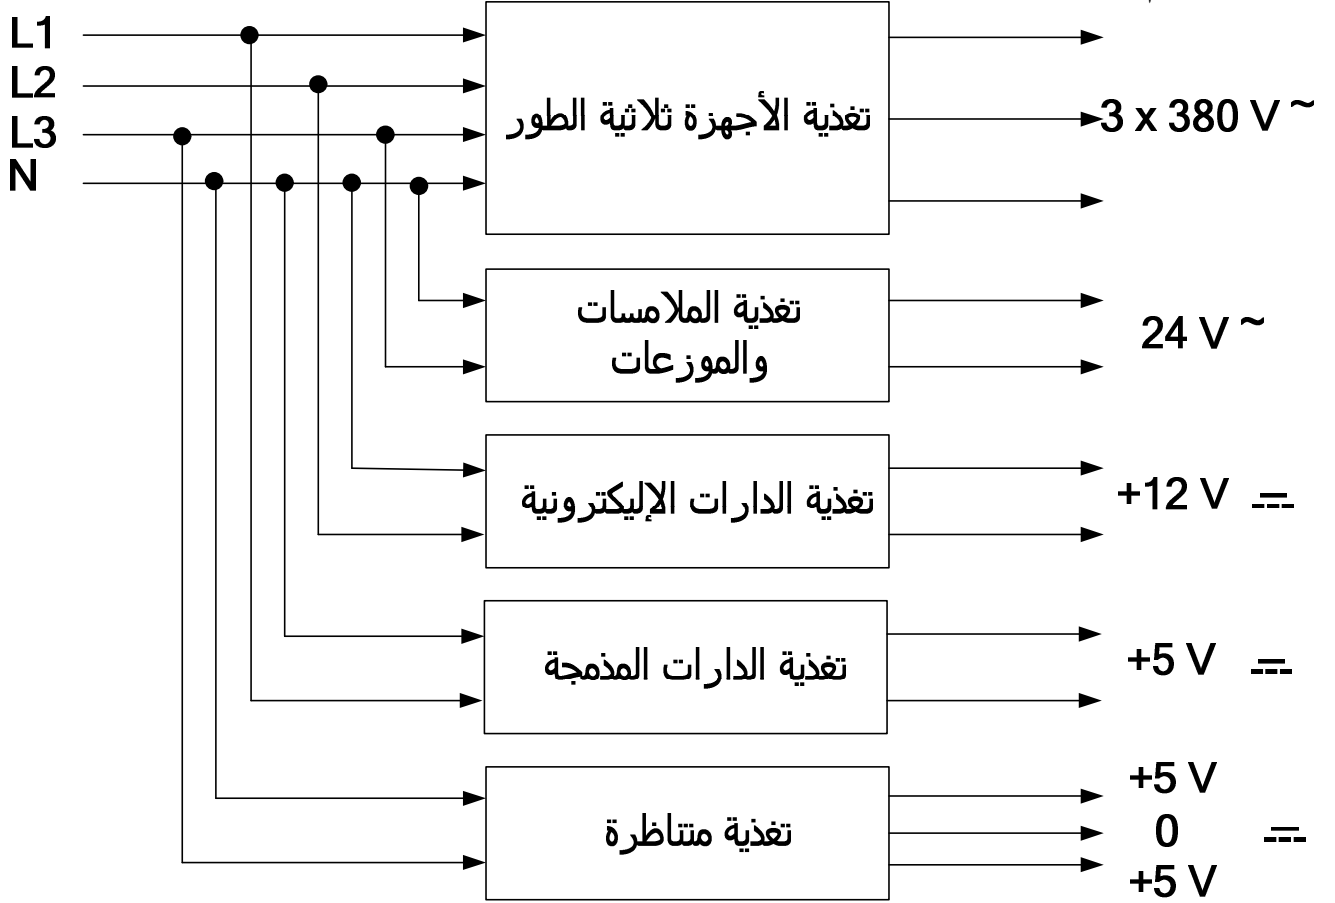 L1
L2
L3
N
تغذية الأجهزة ثلاثية الطور
3 x 380 V ~
تغذية الملامسات
والموزعات
24 V ~
تغذية الدارات الإليكترونية
+12 V
تغذية الدارات المذمجة
+5 V
تغذية متناظرة
+5 V
0
+5 V